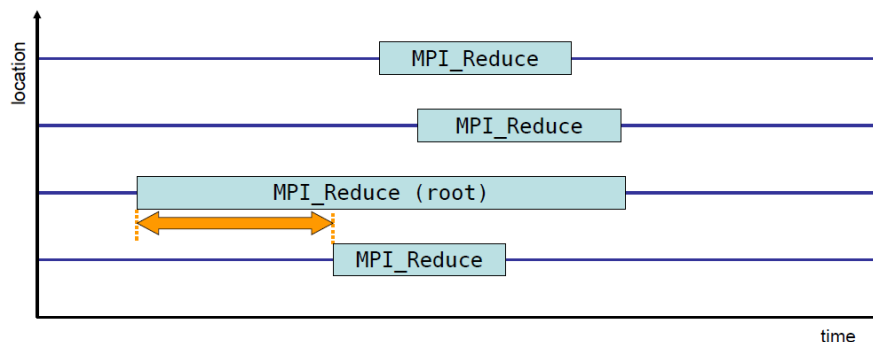 location
MPI_Reduce
MPI_Reduce
MPI_Reduce (root)
MPI_Reduce
time